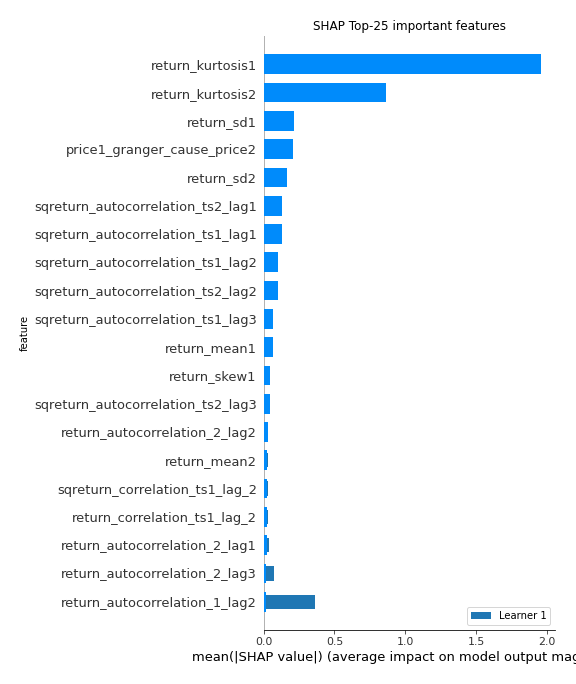 SHAP Top-25 important features
return_kurtosis1
return_kurtosis2
return_sd1
price1_granger_cause_price2
return_sd2
sqreturn_autocorrelation_ts2_lag1
sqreturn_autocorrelation_ts1_lag1
sqreturn_autocorrelation_ts1_lag2
sqreturn_autocorrelation_ts2_lag2
sqreturn_autocorrelation_ts1_lag3
return_mean1
return_skew1
sqreturn_autocorrelation_ts2_lag3
return_autocorrelation_2_lag2
return_mean2
sqreturn_correlation_ts1_lag_2
return_correlation_ts1_lag_2
return_autocorrelation_2_lag1
return_autocorrelation_2_lag3
return_autocorrelation_1_lag2
feature
Learner 1
0.0 0.5 1.0 1.5 2.0
mean(|SHAP value|) (average impact on model output mag